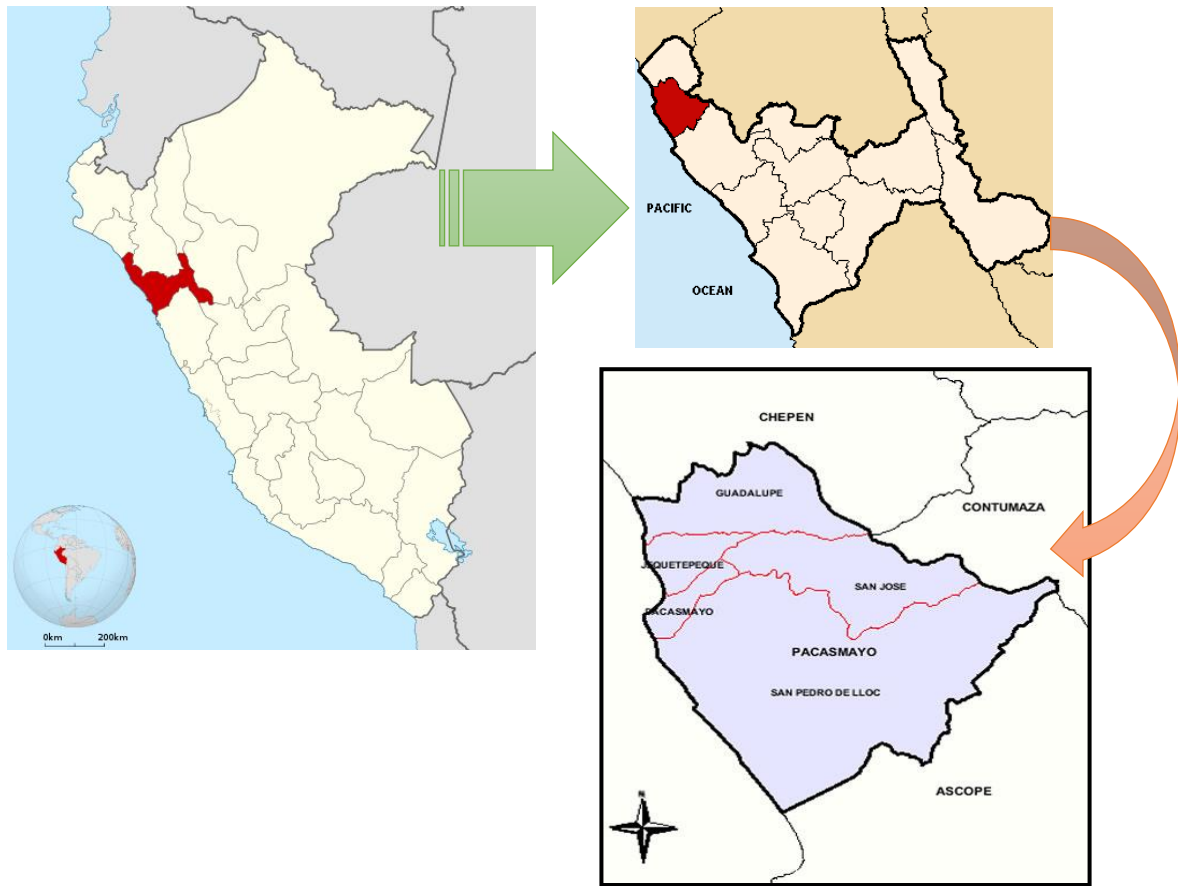 0km 200km
PACIFIC
OCEAN
CHEPEN
GUADALUPE
CONTUMAZA
JEQUETEPEQUE
SAN JOSE
PACASMAYO
PACASMAYO
SAN PEDRO DE LLOC
ASCOPE
N